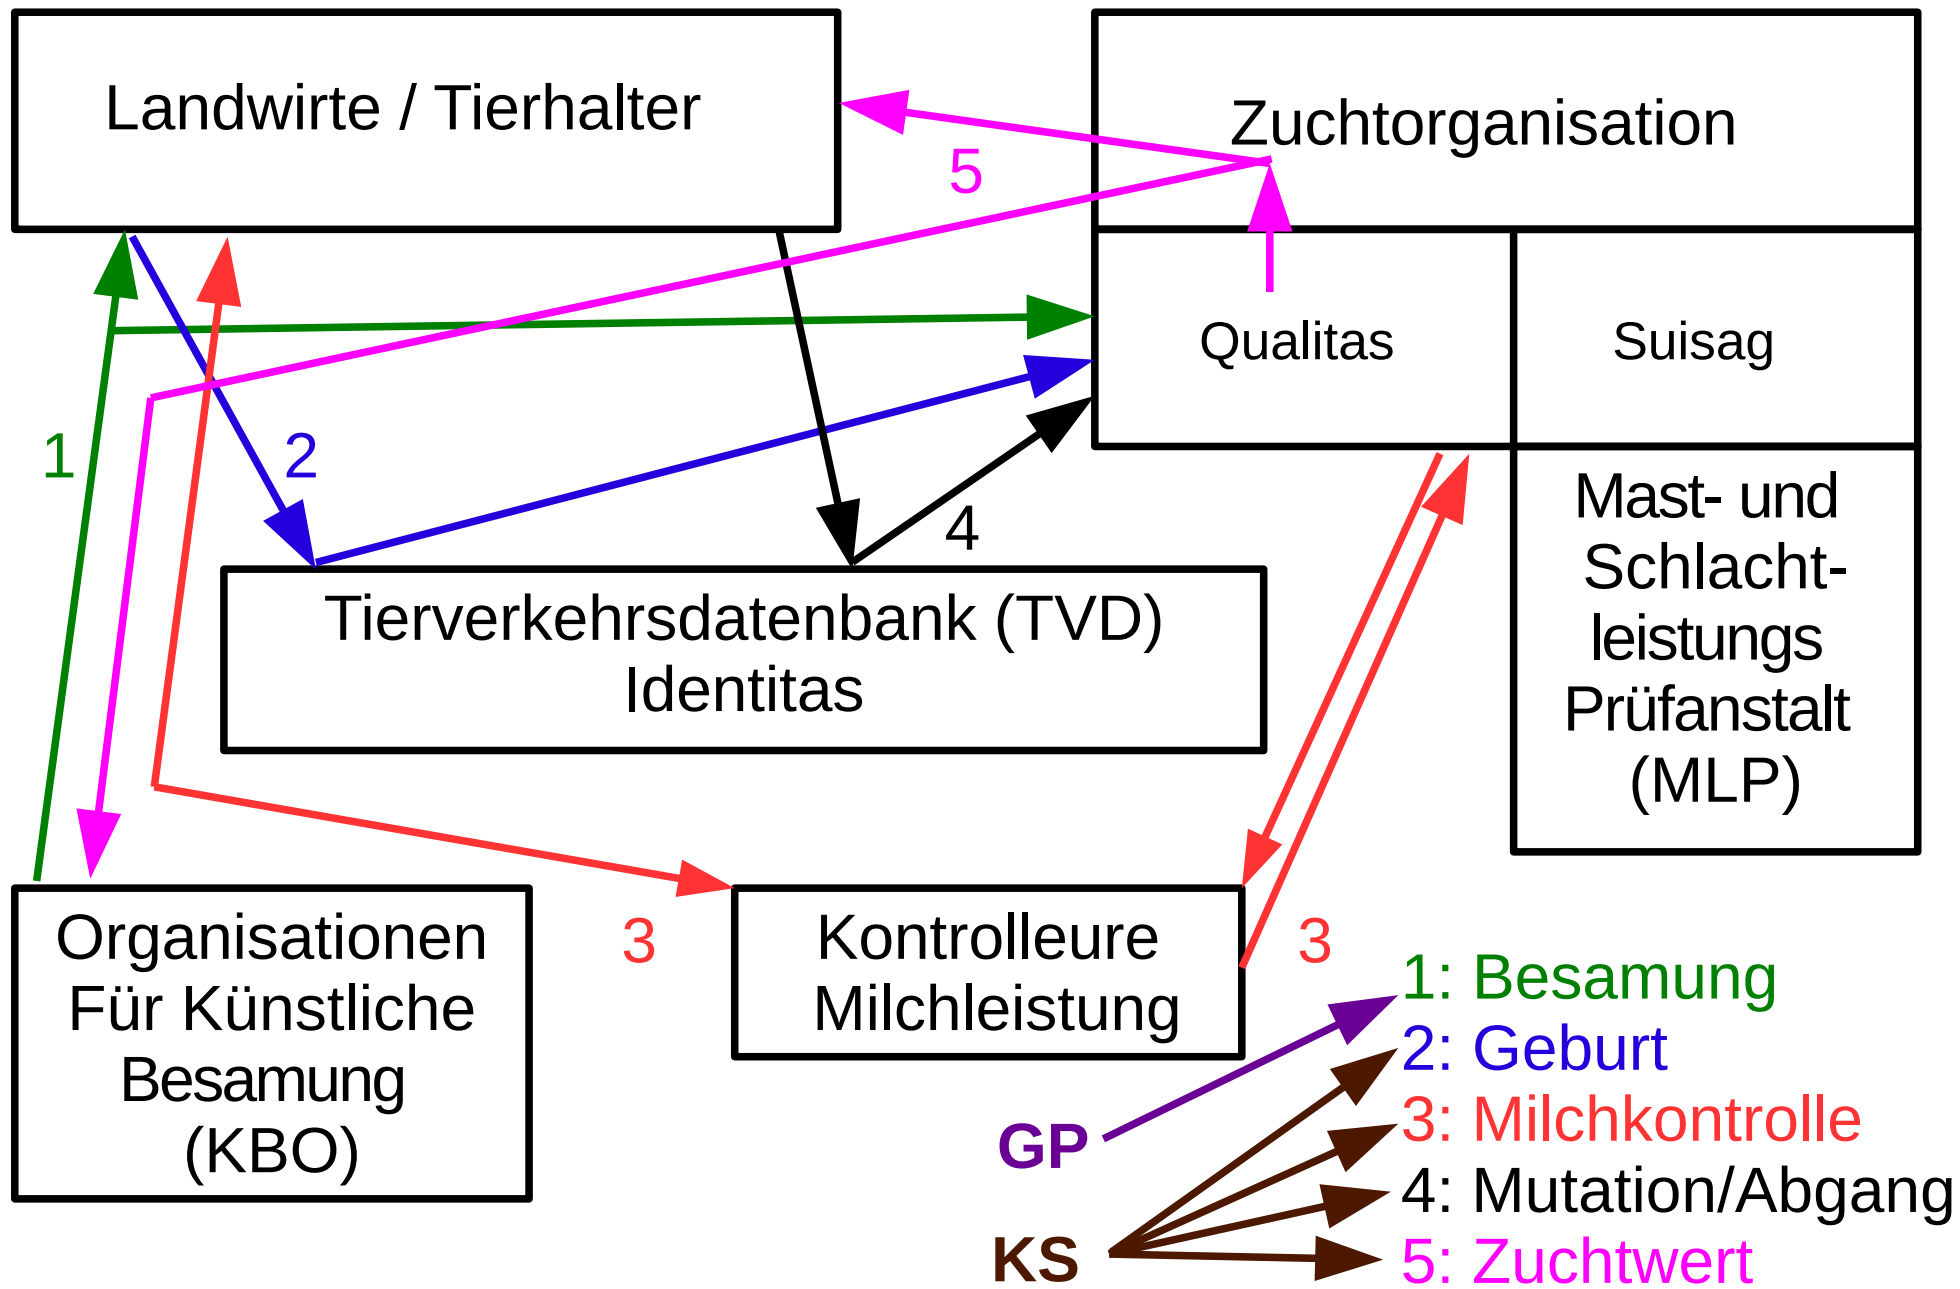 Landwirte / Tierhalter
Zuchtorganisation
5
Qualitas
Suisag
1
2
4
Mast- und
Schlacht-
leistungs
Prüfanstalt
(MLP)
Tierverkehrsdatenbank (TVD)
Identitas
Organisationen
Für Künstliche
Besamung
(KBO)
3
Kontrolleure
Milchleistung
3
1: Besamung
2: Geburt
3: Milchkontrolle
4: Mutation/Abgang
5: Zuchtwert
GP
KS